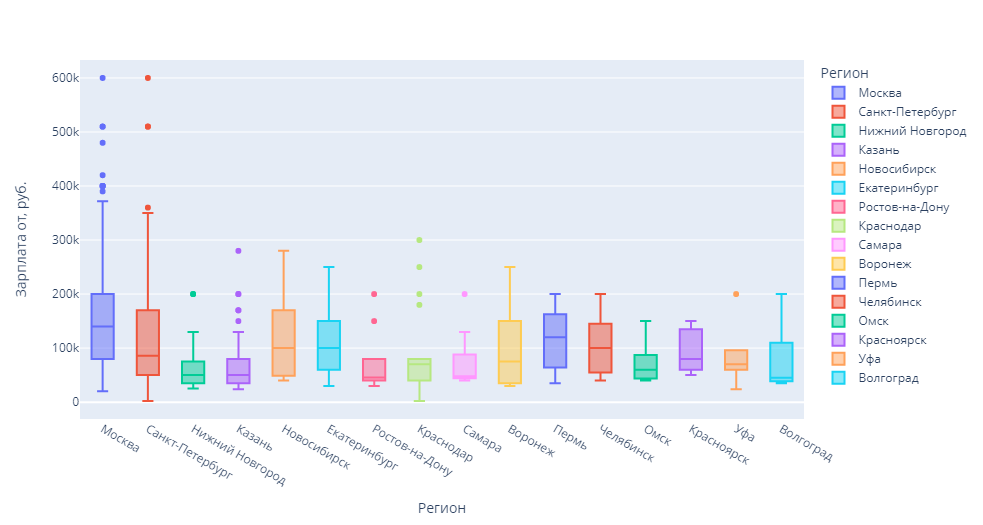 600k
500k
400k
300k
200k
100k
0
Зарплата от, руб.
Москва
Санкт-Петербург
Нижний Новгород
Казань
Новосибирск
Екатеринбург
Ростов-на-Дону
Краснодар
Самара
Воронеж
Пермь
Челябинск
Омск
Красноярск
Уфа
Волгоград
Регион
Регион
Москва
Санкт-Петербург
Нижний Новгород
Казань
Новосибирск
Екатеринбург
Ростов-на-Дону
Краснодар
Самара
Воронеж
Пермь
Челябинск
Омск
Красноярск
Уфа
Волгоград